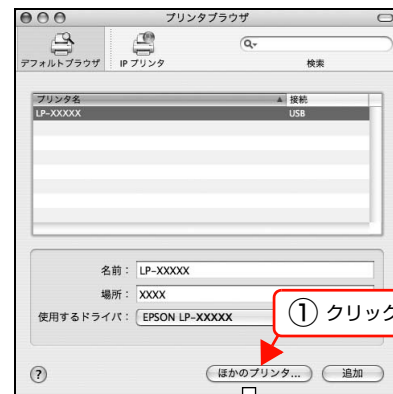 プリンタブラウザ
デフォルトブラウザ IP プリンタ 検索
プリンタ名 接続
LP-XXXXX USB
名前： LP-XXXXX
場所： XXXX
使用するドライバ： EPSON LP-XXXXX
① クリック
? ほかのプリンタ... 追加